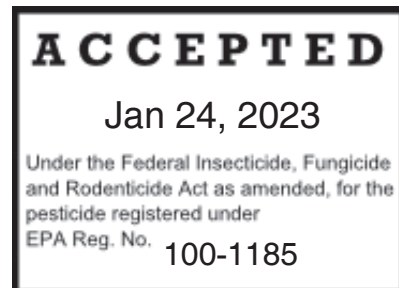 ACCEPTED
Jan 24, 2023
Under the Federal Insecticide, Fungicide
and Rodenticide Act as amended, for the
pesticide registered under
EPA Reg. No. 100-1185